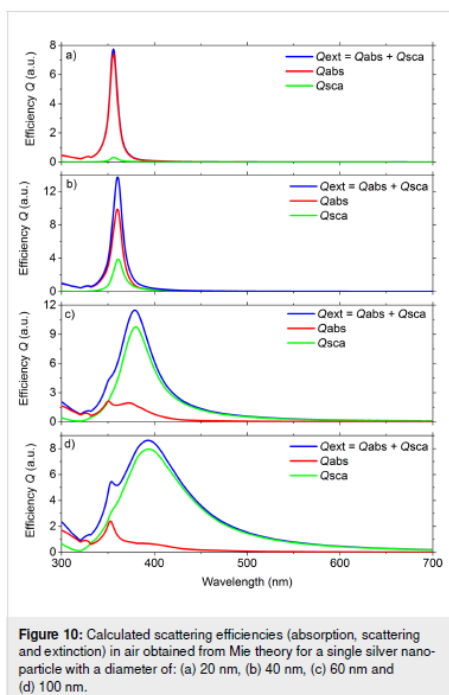 8
a)
Qext = Qabs + Qsca
6
Qabs
4
Qsca
2
0
Efficiency Q (a.u.)
12
b)
Qext = Qabs + Qsca
Qabs
8
Qsca
4
0
Efficiency Q (a.u.)
12
c)
Qext = Qabs + Qsca
9
Qabs
6
Qsca
3
0
Efficiency Q (a.u.)
8
d)
Qext = Qabs + Qsca
6
Qabs
4
Qsca
2
0
Efficiency Q (a.u.)
300 400 500 600 700
Wavelength (nm)
Figure 10: Calculated scattering efficiencies (absorption, scattering
and extinction) in air obtained from Mie theory for a single silver nano-
particle with a diameter of: (a) 20 nm, (b) 40 nm, (c) 60 nm and
(d) 100 nm.